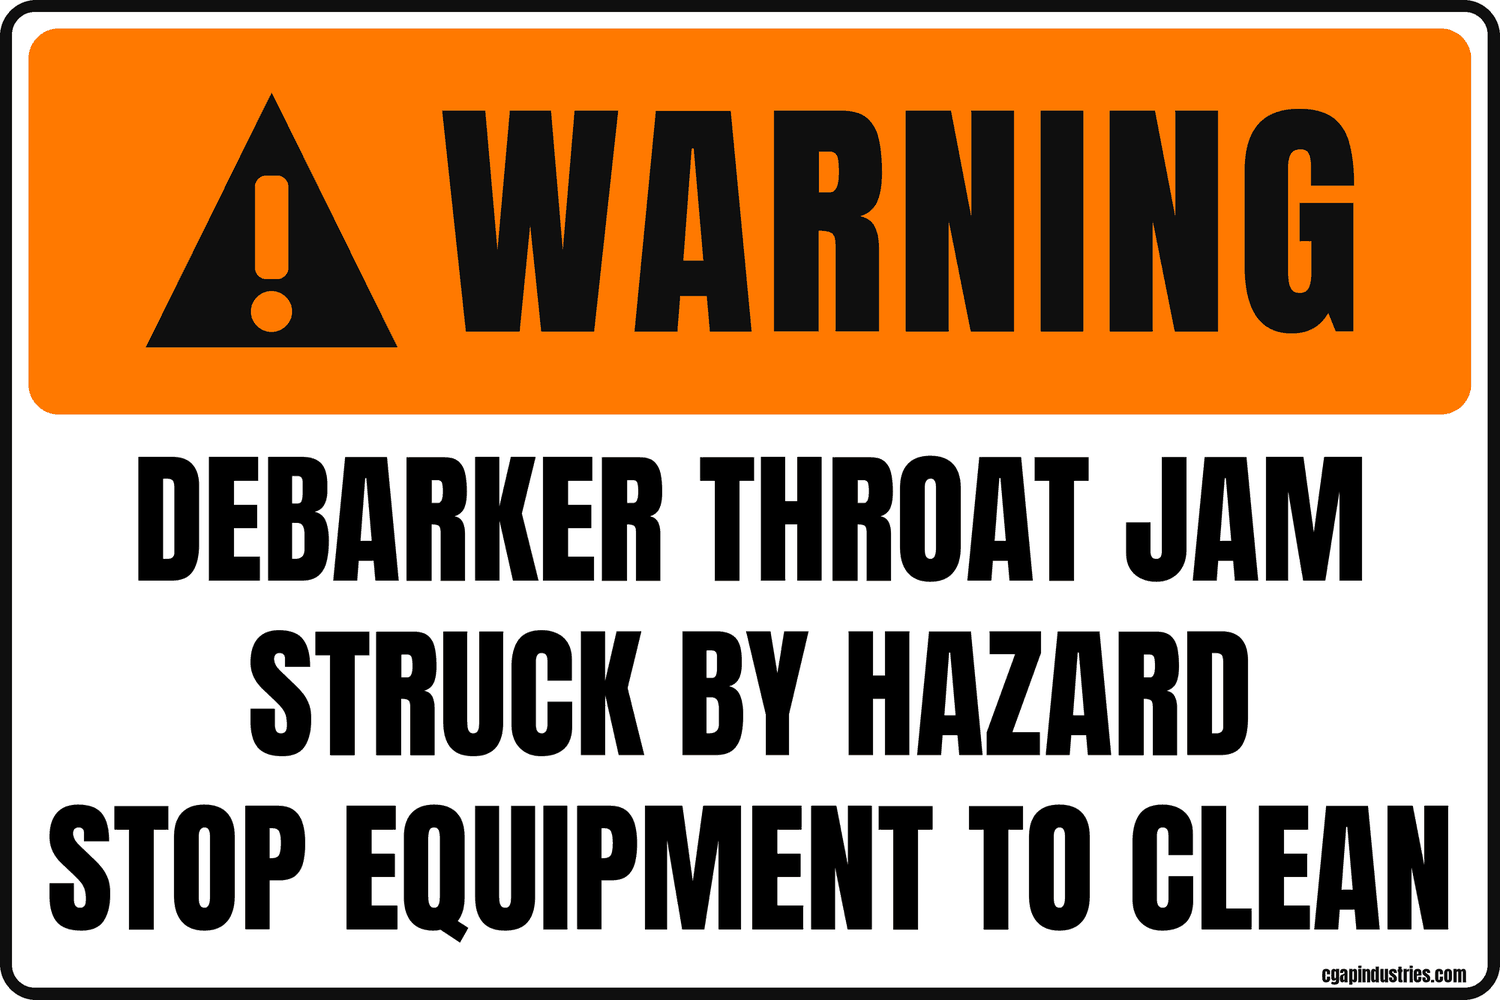 WARNING
DEBARKER THROAT JAM
STRUCK BY HAZARD
STOP EQUIPMENT TO CLEAN
cgapindustries.com